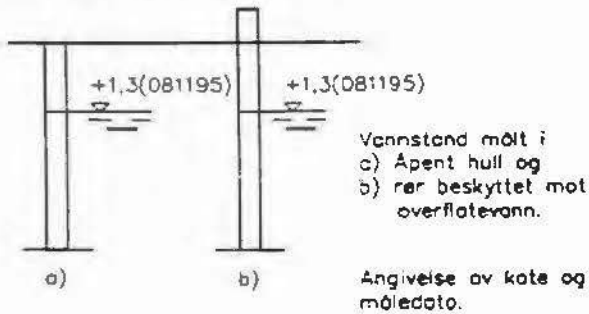 +1,3(081195) +1,3(081195)
Vannstand målt i
c) Åpent hull og
b) rør beskyttet mot
overflatevann.
a) b)
Angivelse av kote og
måledato.